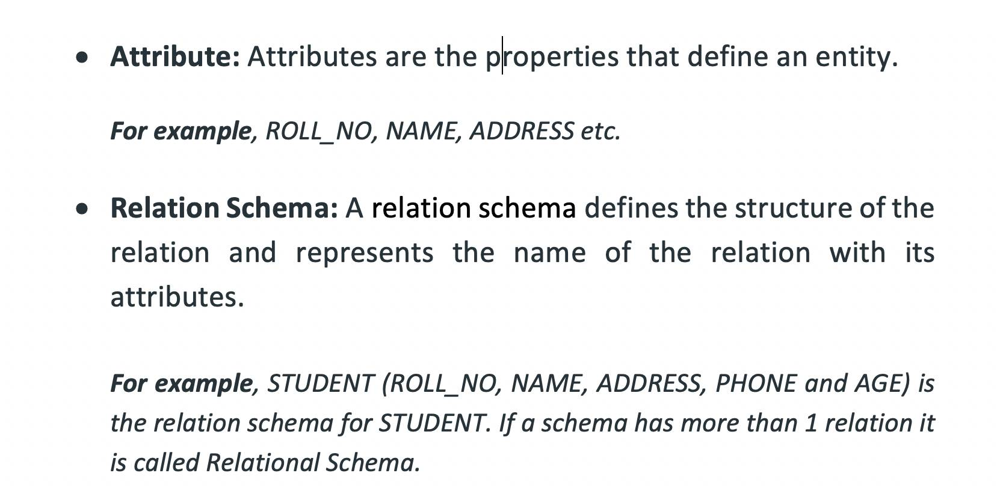 • Attribute: Attributes are the properties that define an entity.
For example, ROLL_NO, NAME, ADDRESS etc.
• Relation Schema: A relation schema defines the structure of the
relation and represents the name of the relation with its
attributes.
For example, STUDENT (ROLL_NO, NAME, ADDRESS, PHONE and AGE) is
the relation schema for STUDENT. If a schema has more than 1 relation it
is called Relational Schema.